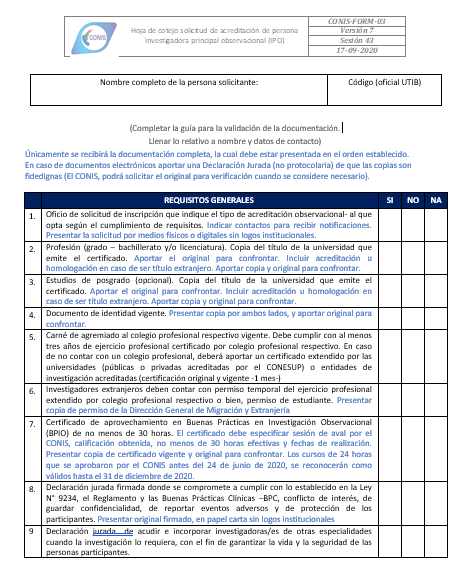 CONIS
Hoja de cotejo solicitud de acreditación de persona
investigadora principal observacional (IPO)
CONIS-FORM-03
Versión 7
Sesión 43
17-09-2020
Nombre completo de la persona solicitante:
Código (oficial UTIB)
(Completar la guía para la validación de la documentación.
Llenar lo relativo a nombre y datos de contacto)
Únicamente se recibirá la documentación completa, la cual debe estar presentada en el orden establecido.
En caso de documentos electrónicos aportar una Declaración Jurada (no protocolaria) de que las copias son
fidedignas (El CONIS, podrá solicitar el original para verificación cuando se considere necesario).
REQUISITOS GENERALES SI NO NA
1. Oficio de solicitud de inscripción que indique el tipo de acreditación observacional- al que
opta según el cumplimiento de requisitos. Indicar contactos para recibir notificaciones.
Presentar la solicitud por medios físicos o digitales sin logos institucionales.
2. Profesión (grado – bachillerato y/o licenciatura). Copia del título de la universidad que
emite el certificado. Aportar el original para confrontar. Incluir acreditación u
homologación en caso de ser título extranjero. Aportar copia y original para confrontar.
3. Estudios de posgrado (opcional). Copia del título de la universidad que emite el
certificado. Aportar el original para confrontar. Incluir acreditación u homologación en
caso de ser título extranjero. Aportar copia y original para confrontar.
4. Documento de identidad vigente. Presentar copia por ambos lados, y aportar original para
confrontar.
5. Carné de agremiado al colegio profesional respectivo vigente. Debe cumplir con al menos
tres años de ejercicio profesional certificado por colegio profesional respectivo. En caso
de no contar con un colegio profesional, deberá aportar un certificado extendido por las
universidades (públicas o privadas acreditadas por el CONESUP) o entidades de
investigación acreditadas (certificación original y vigente -1 mes-)
6. Investigadores extranjeros deben contar con permiso temporal del ejercicio profesional
extendido por colegio profesional respectivo o bien, permiso de estudiante. Presentar
copia de permiso de la Dirección General de Migración y Extranjería
7. Certificado de aprovechamiento en Buenas Prácticas en Investigación Observacional
(BPIO) de no menos de 30 horas. El certificado debe especificar sesión de aval por el
CONIS, calificación obtenida, no menos de 30 horas efectivas y fechas de realización.
Presentar copia de certificado vigente y original para confrontar. Los cursos de 24 horas
que se aprobaron por el CONIS antes del 24 de junio de 2020, se reconocerán como
válidos hasta el 31 de diciembre de 2020.
8. Declaración jurada firmada donde se compromete a cumplir con lo establecido en la Ley
N° 9234, el Reglamento y las Buenas Prácticas Clínicas –BPC, conflicto de interés, de
guardar confidencialidad, de reportar eventos adversos y de protección de los
participantes. Presentar original firmado, en papel carta sin logos institucionales
9 Declaración jurada de acudir e incorporar investigadoras/es de otras especialidades
cuando la investigación lo requiera, con el fin de garantizar la vida y la seguridad de las
personas participantes.